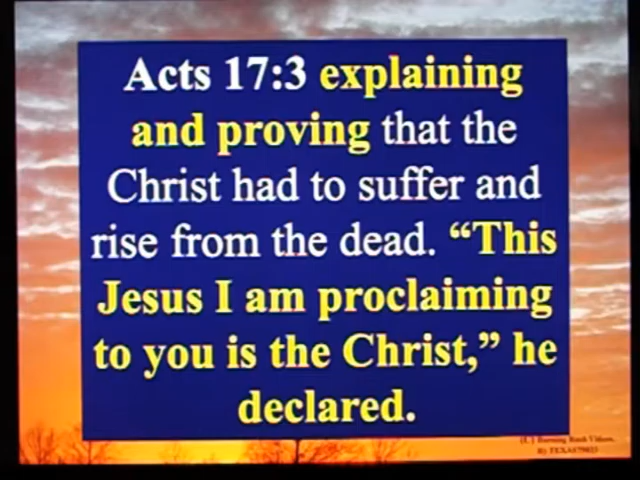 Acts 17:3 explaining
and proving that the
Christ had to suffer and
rise from the dead. “This
Jesus I am proclaiming
to you is the Christ,” he
declared.